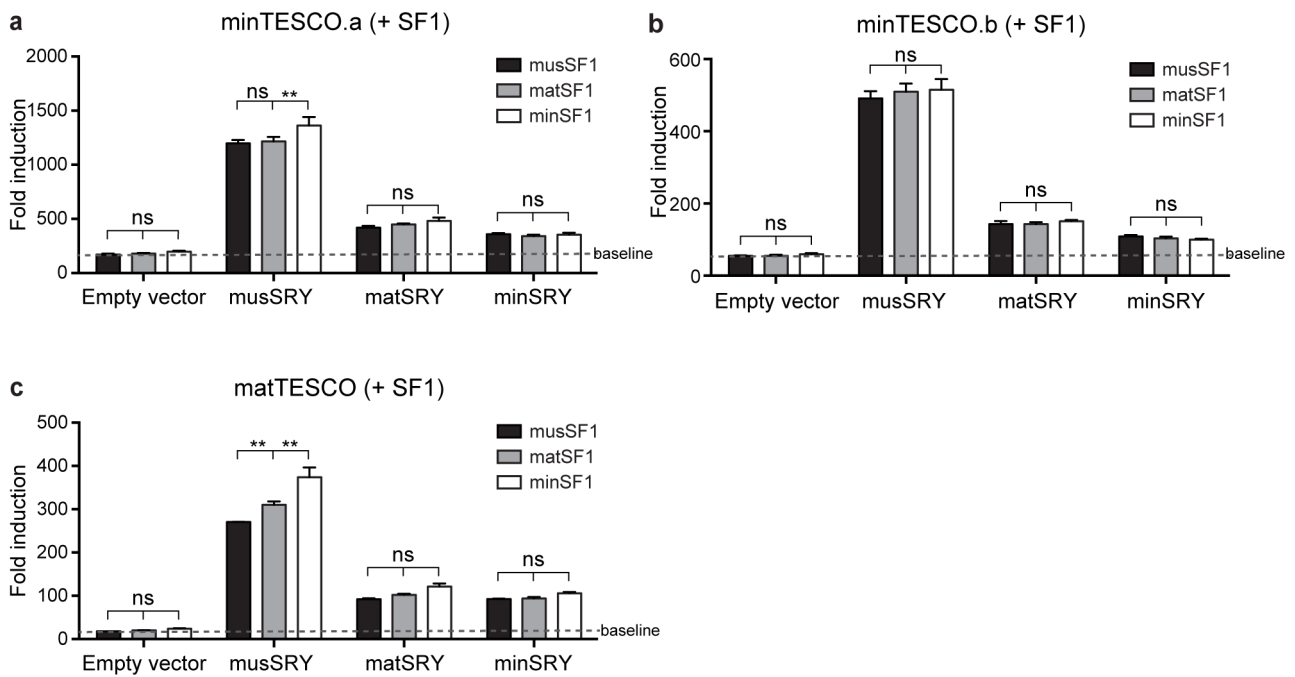 a
minTESCO.a (+ SF1)
Fold induction
2000
1500
1000
500
0
musSF1
matSF1
minSF1
ns
ns
**
ns
ns
baseline
Empty vector
musSRY
matSRY
minSRY
b
minTESCO.b (+ SF1)
Fold induction
600
400
200
0
musSF1
matSF1
minSF1
ns
ns
ns
ns
baseline
Empty vector
musSRY
matSRY
minSRY
c
matTESCO (+ SF1)
Fold induction
500
400
300
200
100
0
musSF1
matSF1
minSF1
ns
**
**
ns
ns
baseline
Empty vector
musSRY
matSRY
minSRY